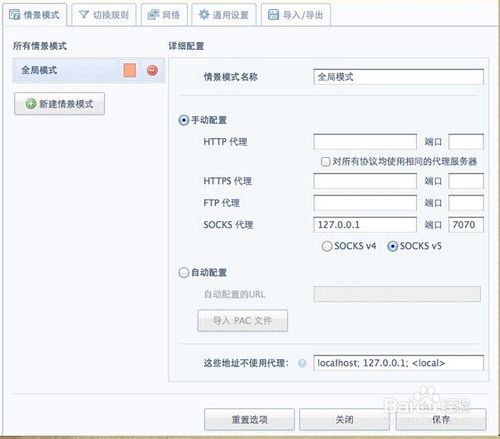 情景模式 切换规则 网络 通用设置 导入/导出
所有情景模式
全局模式
新建情景模式
详细配置
情景模式名称 全局模式
手动配置
HTTP 代理 端口
对所有协议均使用相同的代理服务器
HTTPS 代理 端口
FTP 代理 端口
SOCKS 代理 127.0.0.1 端口 7070
SOCKS v4 SOCKS v5
自动配置
自动配置的URL
导入 PAC 文件
这些地址不使用代理: ? localhost; 127.0.0.1; <local>
重置选项 关闭 保存
Baidu 经验